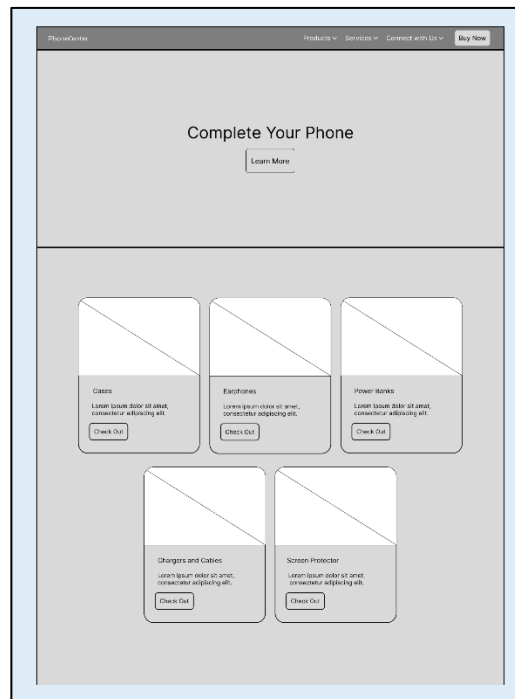 PhoneCenter
Products Services Connect with Us Buy Now
Complete Your Phone
Learn More
Cases
Lorem ipsum dolor sit amet,
consectetur adipiscing elit.
Check Out
Earphones
Lorem ipsum dolor sit amet,
consectetur adipiscing elit.
Check Out
Power Banks
Lorem ipsum dolor sit amet,
consectetur adipiscing elit.
Check Out
Chargers and Cables
Lorem ipsum dolor sit amet,
consectetur adipiscing elit.
Check Out
Screen Protector
Lorem ipsum dolor sit amet,
consectetur adipiscing elit.
Check Out